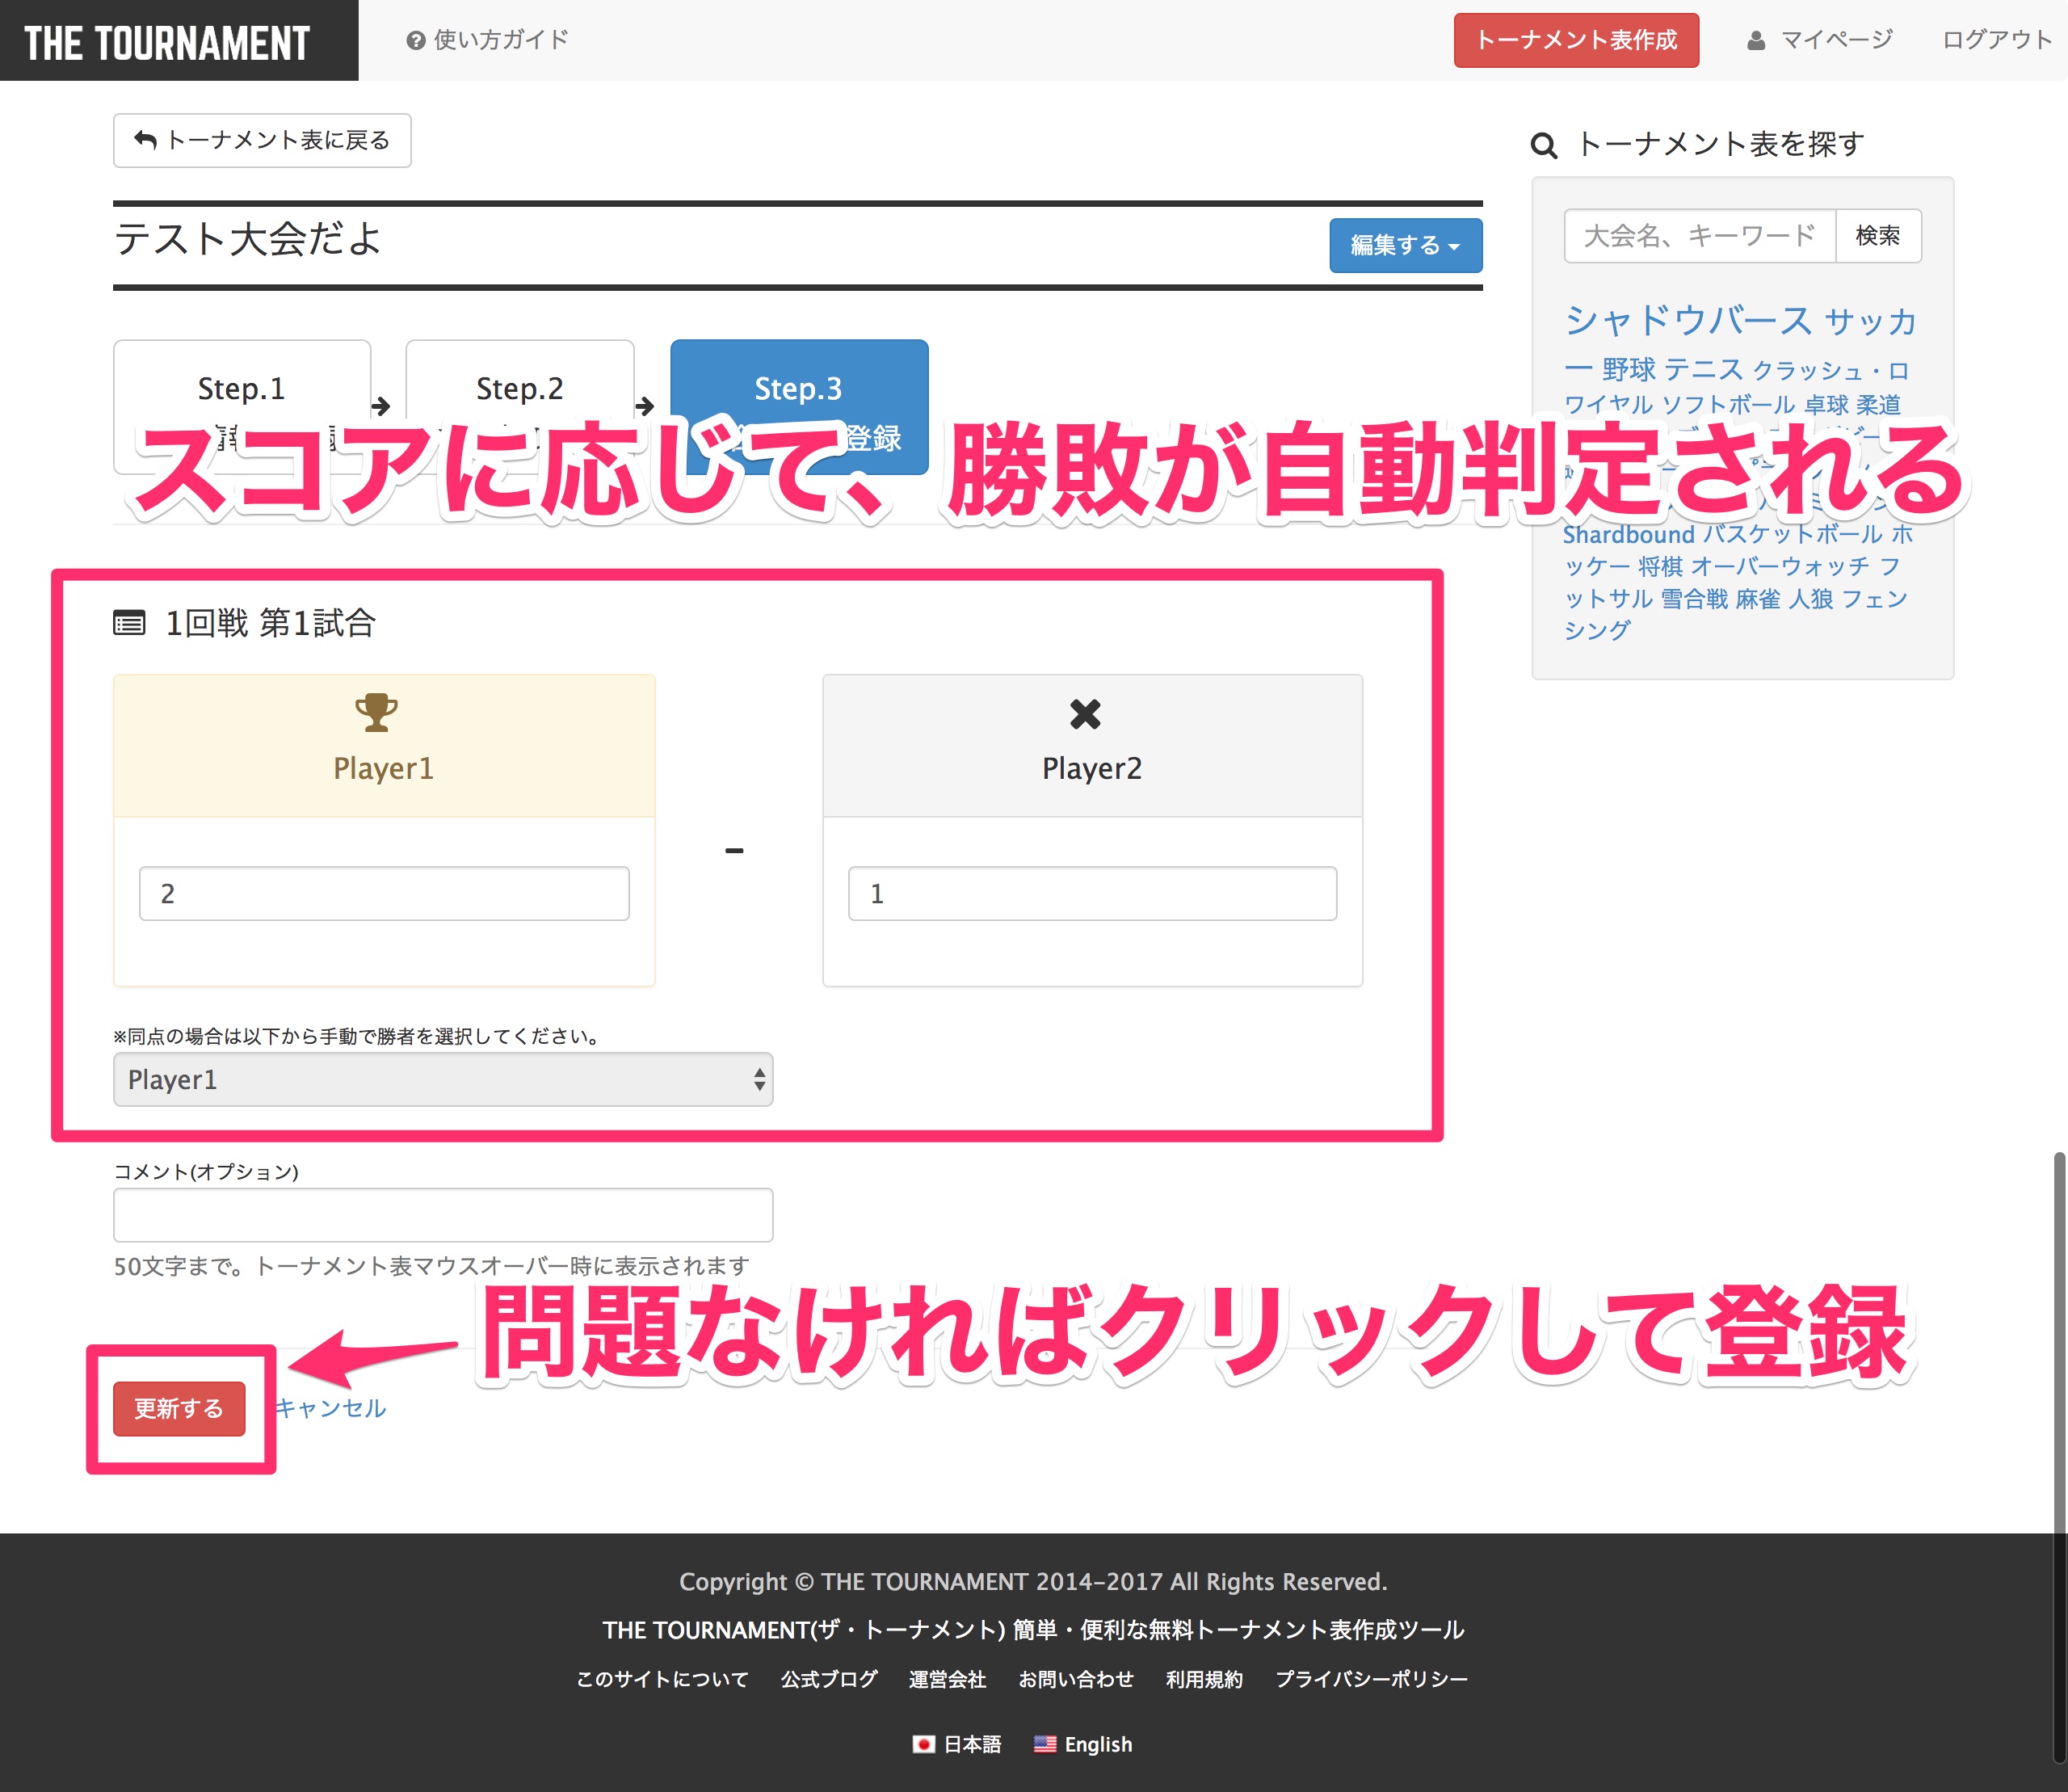 THE TOURNAMENT
使い方ガイド
トーナメント表作成
マイページ
ログアウト
トーナメント表に戻る
テスト大会だよ
編集する
Step.1
Step.2
Step.3
登録
スコアに応じて、勝敗が自動判定される
1回戦 第1試合
Player1
Player2
2
-
1
※同点の場合は以下から手動で勝者を選択してください。
Player1
コメント(オプション)
50文字まで。トーナメント表マウスオーバー時に表示されます
問題なければクリックして登録
更新する
キャンセル
トーナメント表を探す
大会名、キーワード
検索
シャドウバース サッカ
ー 野球 テニス クラッシュ・ロ
ワイヤル ソフトボール 卓球 柔道
Shardbound バスケットボール ホ
ッケー 将棋 オーバーウォッチ フ
ットサル 雪合戦 麻雀 人狼 フェン
シング
Copyright © THE TOURNAMENT 2014-2017 All Rights Reserved.
THE TOURNAMENT(ザ・トーナメント) 簡単・便利な無料トーナメント表作成ツール
このサイトについて 公式ブログ 運営会社 お問い合わせ 利用規約 プライバシーポリシー
日本語 English